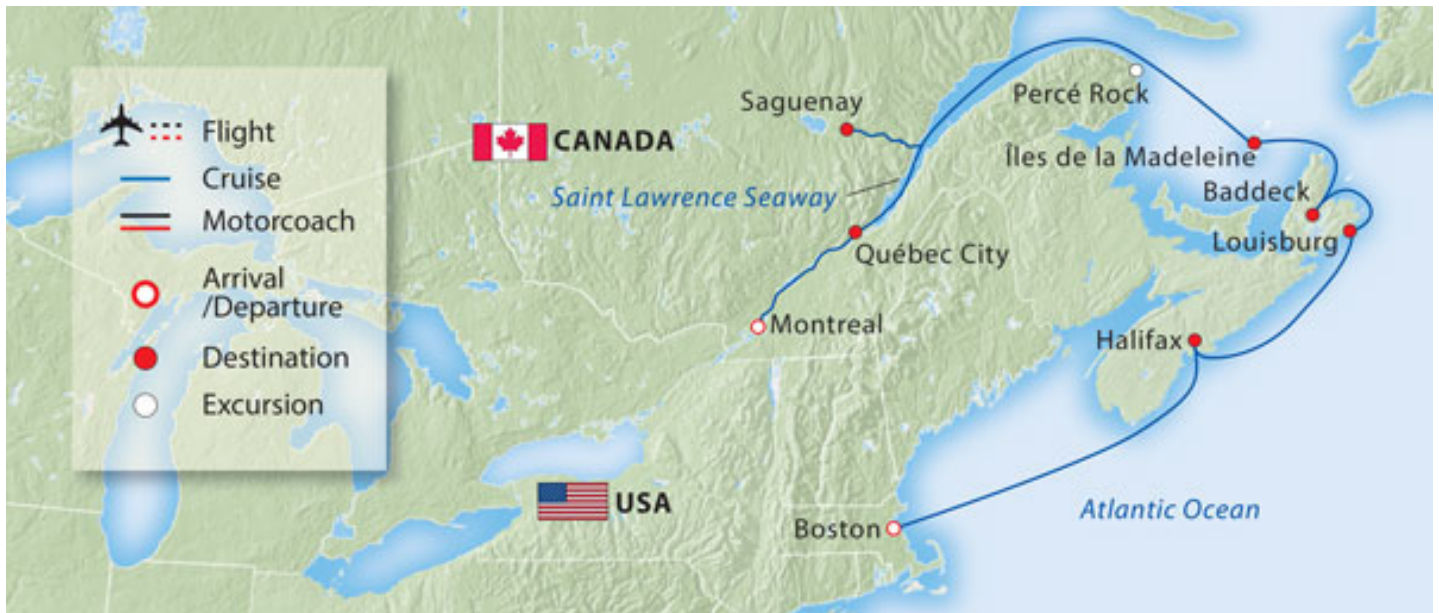 Flight
Cruise
Motorcoach
Arrival
/Departure
Destination
Excursion
CANADA
USA
Saguenay
Percé Rock
Îles de la Madeleine
Baddeck
Louisburg
Saint Lawrence Seaway
Québec City
Montreal
Halifax
Boston
Atlantic Ocean